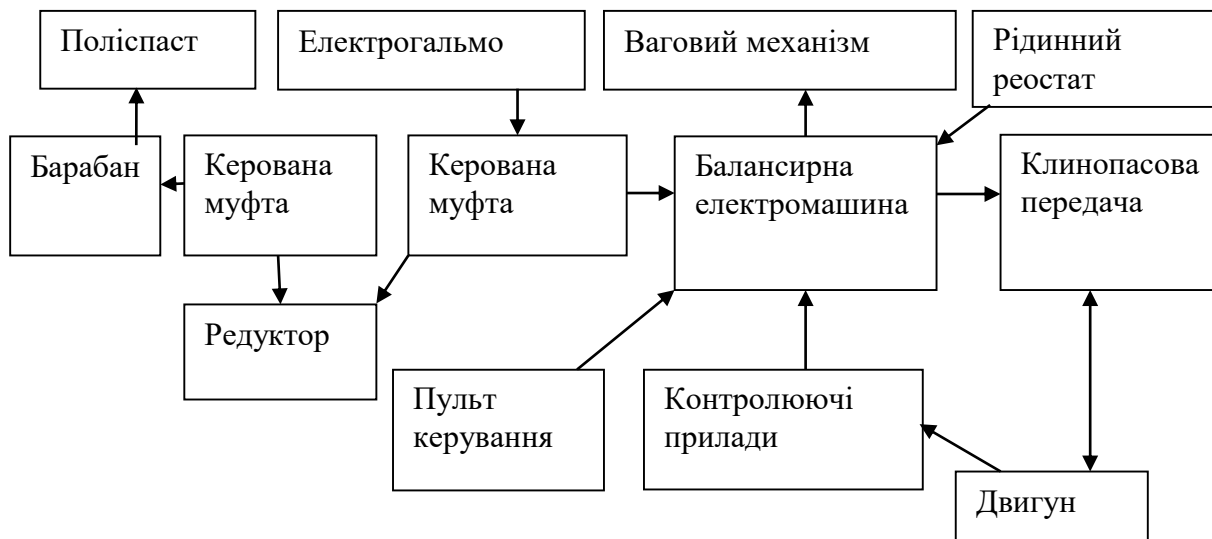 Поліспаст
Електрогальмо
Ваговий механізм
Рідинний
реостат
Барабан
Керована
муфта
Керована
муфта
Балансирна
електромашина
Клинопасова
передача
Редуктор
Пульт
керування
Контролюючі
прилади
Двигун